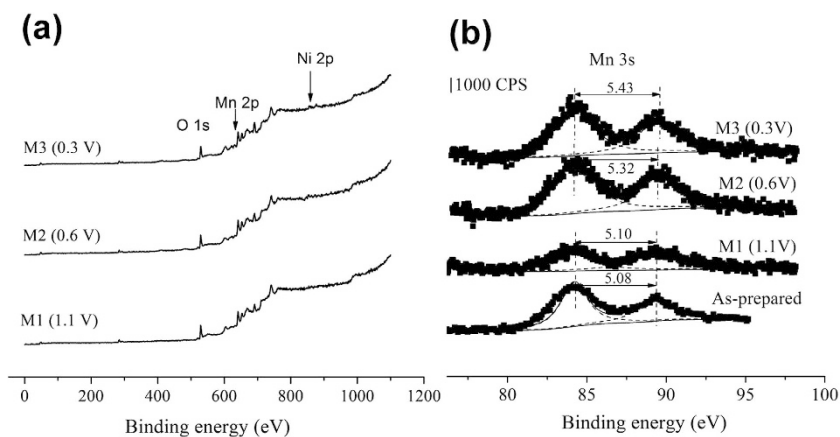 (a)
Ni 2p
Mn 2p
O 1s
M3 (0.3 V)
M2 (0.6 V)
M1 (1.1 V)
0 200 400 600 800 1000 1200
Binding energy (eV)
(b)
Mn 3s
|1000 CPS
5.43
M3 (0.3V)
5.32
M2 (0.6V)
5.10
M1 (1.1V)
5.08
As-prepared
80 85 90 95 100
Binding energy (eV)